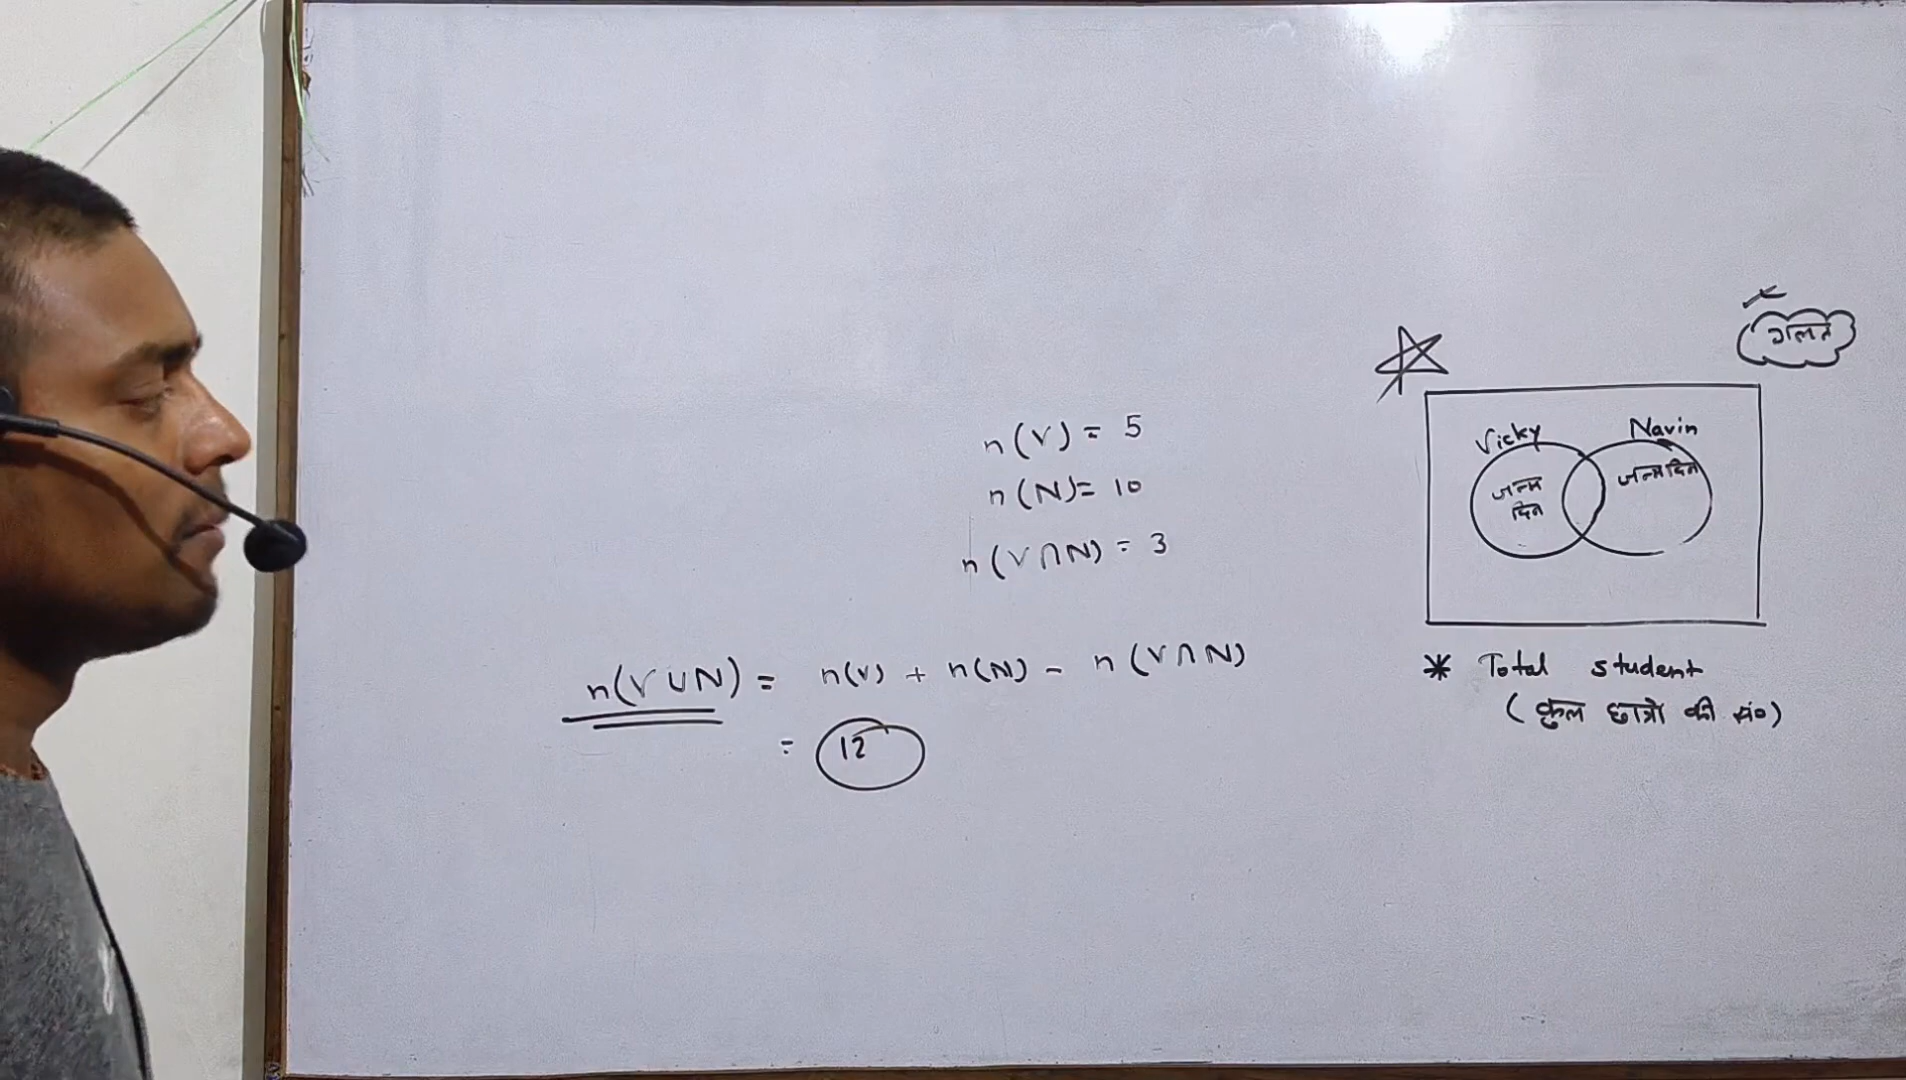 n(V) = 5
n(N) = 10
n(V∩N) = 3
n(V∪N) = n(V) + n(N) - n(V∩N)
= 12
गलत
Vicky Navin
जन्म दिन
जन्मदिन
* Total student
(कुल छात्रो की सं०)